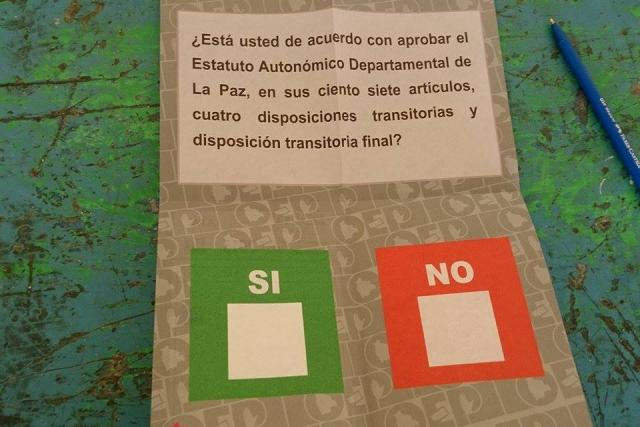 ¿Está usted de acuerdo con aprobar el
Estatuto Autonómico Departamental de
La Paz, en sus ciento siete artículos,
cuatro disposiciones transitorias y
disposición transitoria final?
SI
NO